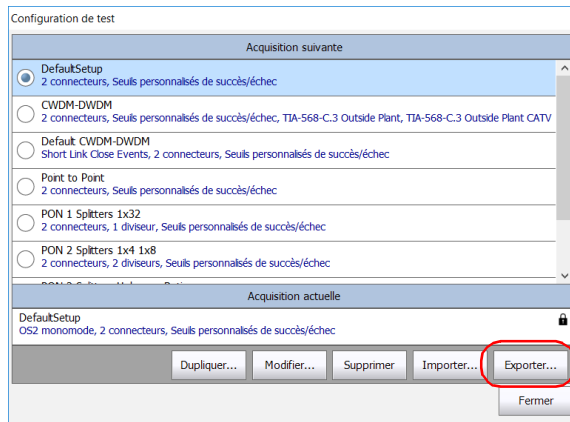 Configuration de test
Acquisition suivante
DefaultSetup
2 connecteurs, Seuils personnalisés de succès/échec
CWDM-DWDM
2 connecteurs, Seuils personnalisés de succès/échec, TIA-568-C.3 Outside Plant, TIA-568-C.3 Outside Plant CATV
Default CWDM-DWDM
Short Link Close Events, 2 connecteurs, Seuils personnalisés de succès/échec
Point to Point
2 connecteurs, Seuils personnalisés de succès/échec
PON 1 Splitters 1x32
2 connecteurs, 1 diviseur, Seuils personnalisés de succès/échec
PON 2 Splitters 1x4 1x8
2 connecteurs, 2 diviseurs, Seuils personnalisés de succès/échec
Acquisition actuelle
DefaultSetup
OS2 monomode, 2 connecteurs, Seuils personnalisés de succès/échec
Dupliquer... Modifier... Supprimer Importer... Exporter...
Fermer